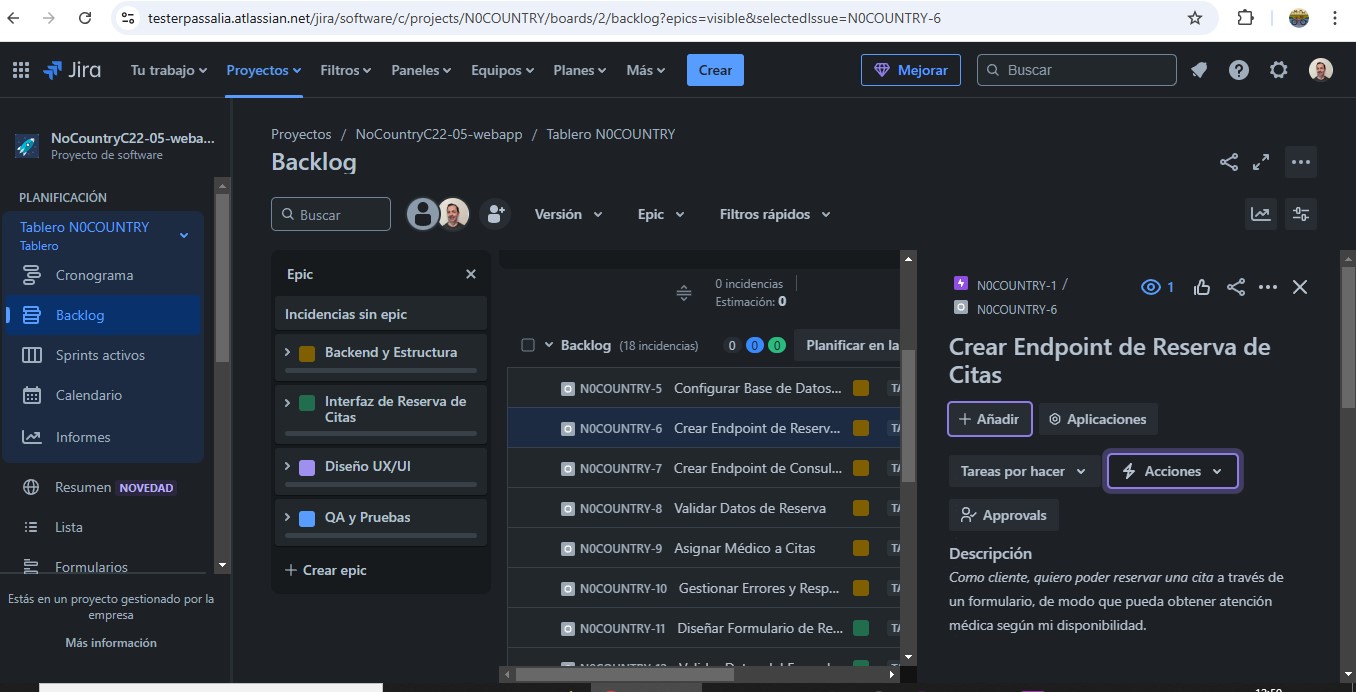 testerpassalia.atlassian.net/jira/software/c/projects/N0COUNTRY/boards/2/backlog?epics=visible&selectedIssue=N0COUNTRY-6
Jira
Tu trabajo
Proyectos
Filtros
Paneles
Equipos
Planes
Más
Crear
Mejorar
Buscar
NoCountryC22-05-weba...
Proyecto de software
PLANIFICACIÓN
Tablero N0COUNTRY
Tablero
Cronograma
Backlog
Sprints activos
Calendario
Informes
Resumen NOVEDAD
Lista
Formularios
Estás en un proyecto gestionado por la
empresa
Más información
Proyectos / NoCountryC22-05-webapp / Tablero N0COUNTRY
Backlog
Buscar
Versión
Epic
Filtros rápidos
Epic
Incidencias sin epic
Backend y Estructura
Interfaz de Reserva de
Citas
Diseño UX/UI
QA y Pruebas
Crear epic
0 incidencias
Estimación: 0
Backlog (18 incidencias) 0 0 0 Planificar en la
N0COUNTRY-5 Configurar Base de Datos... TA
N0COUNTRY-6 Crear Endpoint de Reserv... TA
N0COUNTRY-7 Crear Endpoint de Consul... TA
N0COUNTRY-8 Validar Datos de Reserva TA
N0COUNTRY-9 Asignar Médico a Citas TA
N0COUNTRY-10 Gestionar Errores y Resp... TA
N0COUNTRY-11 Diseñar Formulario de Re... TA
N0COUNTRY-1 /
N0COUNTRY-6
1
Crear Endpoint de Reserva de
Citas
Añadir
Aplicaciones
Tareas por hacer
Acciones
Approvals
Descripción
Como cliente, quiero poder reservar una cita a través de
un formulario, de modo que pueda obtener atención
médica según mi disponibilidad.